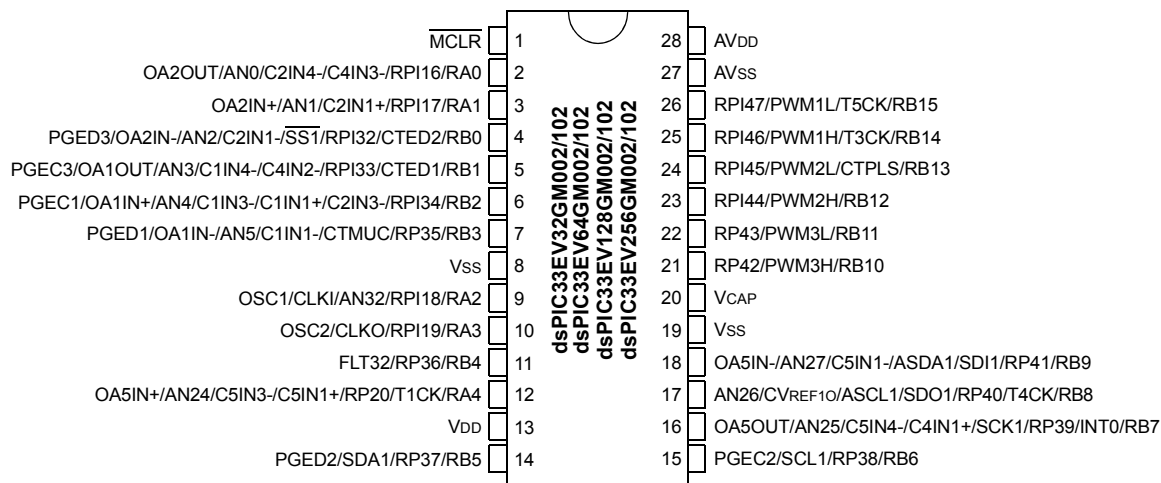 MCLR 1
OA2OUT/AN0/C2IN4-/C4IN3-/RPI16/RA0 2
OA2IN+/AN1/C2IN1+/RPI17/RA1 3
PGED3/OA2IN-/AN2/C2IN1-/SS1/RPI32/CTED2/RB0 4
PGEC3/OA1OUT/AN3/C1IN4-/C4IN2-/RPI33/CTED1/RB1 5
PGEC1/OA1IN+/AN4/C1IN3-/C1IN1+/C2IN3-/RPI34/RB2 6
PGED1/OA1IN-/AN5/C1IN1-/CTMUC/RP35/RB3 7
VSS 8
OSC1/CLKI/AN32/RPI18/RA2 9
OSC2/CLKO/RPI19/RA3 10
FLT32/RP36/RB4 11
OA5IN+/AN24/C5IN3-/C5IN1+/RP20/T1CK/RA4 12
VDD 13
PGED2/SDA1/RP37/RB5 14
dsPIC33EV32GM002/102
dsPIC33EV64GM002/102
dsPIC33EV128GM002/102
dsPIC33EV256GM002/102
28 AVDD
27 AVSS
26 RPI47/PWM1L/T5CK/RB15
25 RPI46/PWM1H/T3CK/RB14
24 RPI45/PWM2L/CTPLS/RB13
23 RPI44/PWM2H/RB12
22 RP43/PWM3L/RB11
21 RP42/PWM3H/RB10
20 VCAP
19 VSS
18 OA5IN-/AN27/C5IN1-/ASDA1/SDI1/RP41/RB9
17 AN26/CVREF1O/ASCL1/SDO1/RP40/T4CK/RB8
16 OA5OUT/AN25/C5IN4-/C4IN1+/SCK1/RP39/INT0/RB7
15 PGEC2/SCL1/RP38/RB6